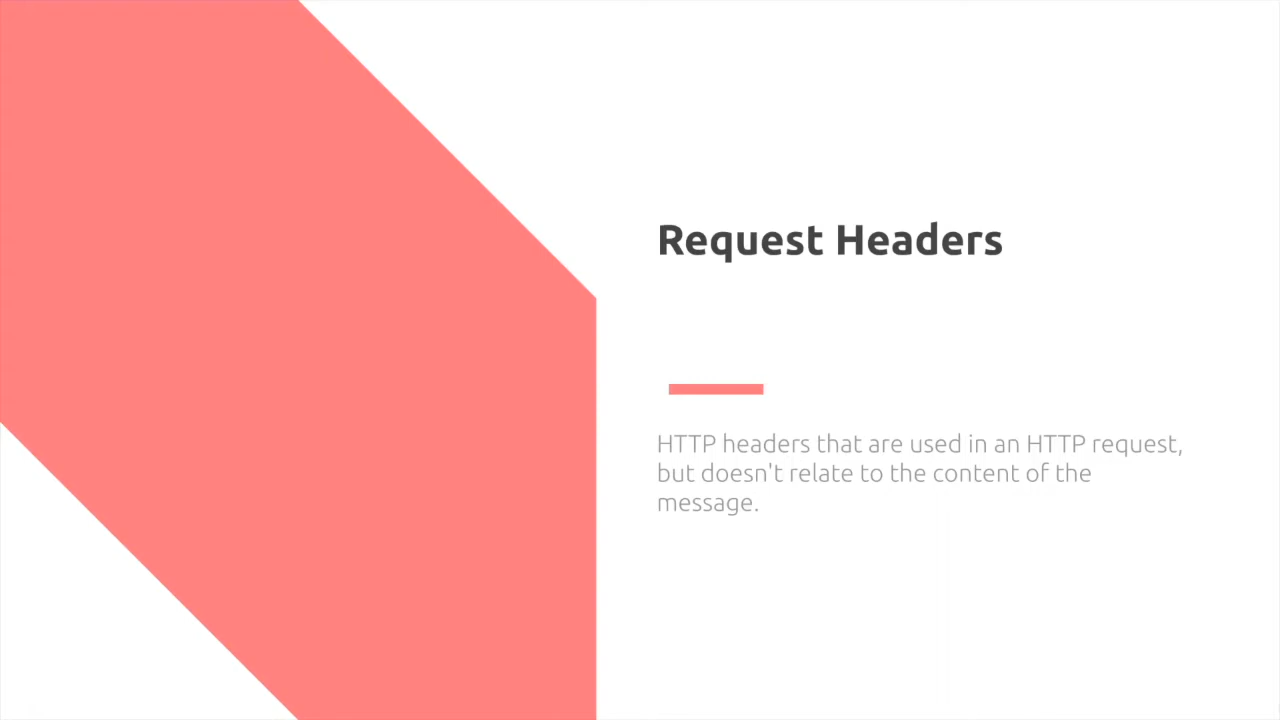 Request Headers
HTTP headers that are used in an HTTP request,
but doesn't relate to the content of the
message.